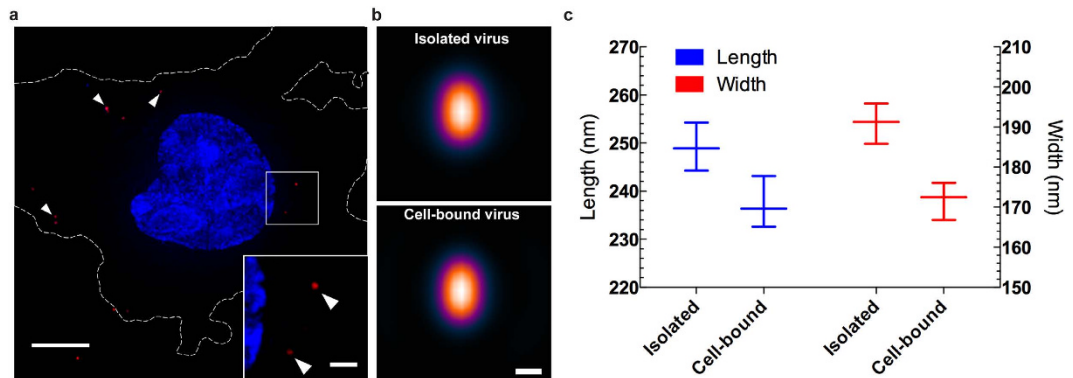 a
b
Isolated virus
Cell-bound virus
c
270
260
250
240
230
220
Length (nm)
Length
Width
210
200
190
180
170
160
150
Width (nm)
Isolated
Cell-bound
Isolated
Cell-bound